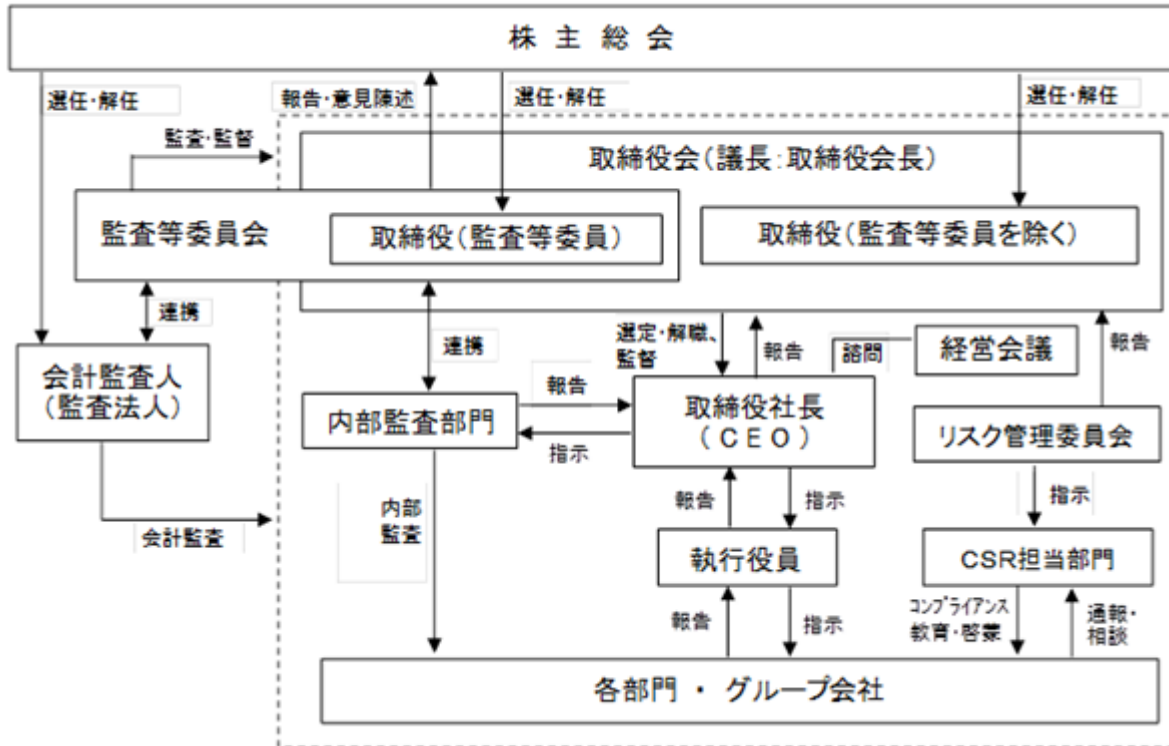 株 主 総 会
選任・解任
報告・意見陳述
選任・解任
選任・解任
監査・監督
取締役会(議長:取締役会長)
監査等委員会
取締役(監査等委員)
取締役(監査等委員を除く)
連携
連携
選定・解職、
監督
報告
諮問
経営会議
報告
会計監査人
(監査法人)
内部監査部門
報告
指示
取締役社長
(CEO)
リスク管理委員会
内部
監査
会計監査
報告
指示
指示
執行役員
CSR担当部門
報告
指示
コンプライアンス
教育・啓蒙
通報・
相談
各部門 ・ グループ会社